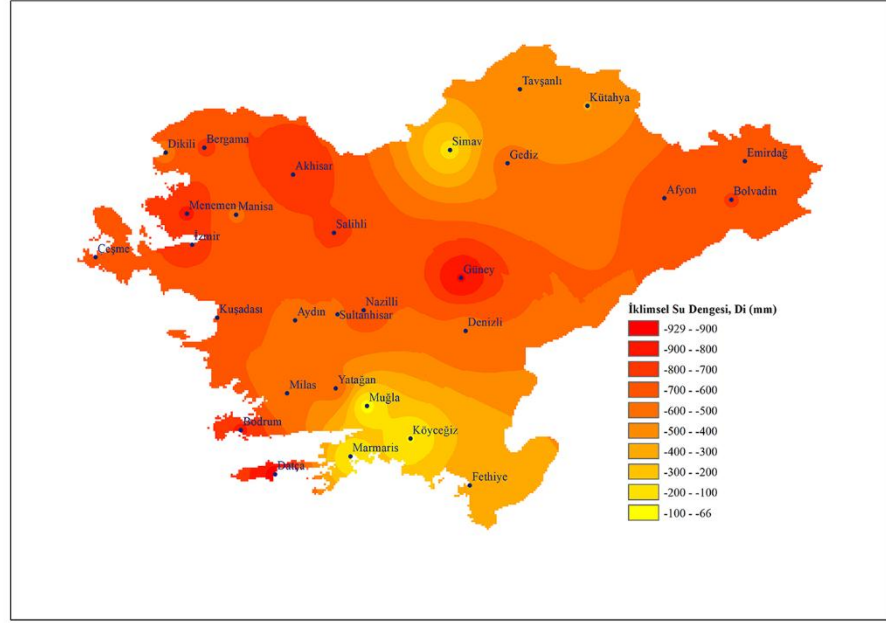 Tavşanlı
Kütahya
Simav
Gediz
Dikili
Bergama
Emirdağ
Akhisar
Afyon
Bolvadin
Menemen
Manisa
Salihli
İzmir
Çeşme
Güney
Kuşadası
Aydın
Nazilli
Sultanhisar
Denizli
Milas
Yatağan
Muğla
Bodrum
Köyceğiz
Marmaris
Datça
Fethiye
İklimsel Su Dengesi, Di (mm)
-929 - -900
-900 - -800
-800 - -700
-700 - -600
-600 - -500
-500 - -400
-400 - -300
-300 - -200
-200 - -100
-100 - -66